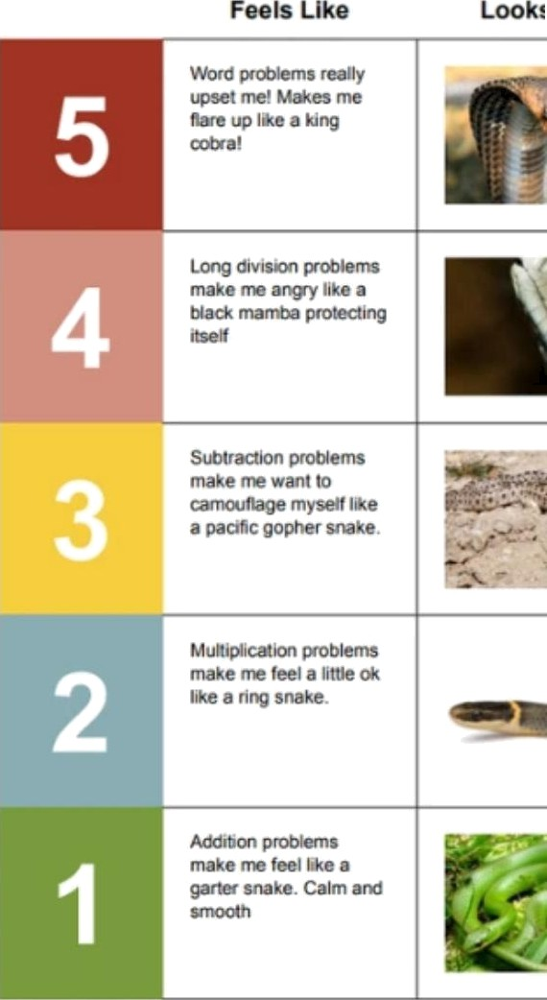 Feels Like
Looks
5
Word problems really
upset me! Makes me
flare up like a king
cobra!
4
Long division problems
make me angry like a
black mamba protecting
itself
3
Subtraction problems
make me want to
camouflage myself like
a pacific gopher snake.
2
Multiplication problems
make me feel a little ok
like a ring snake.
1
Addition problems
make me feel like a
garter snake. Calm and
smooth